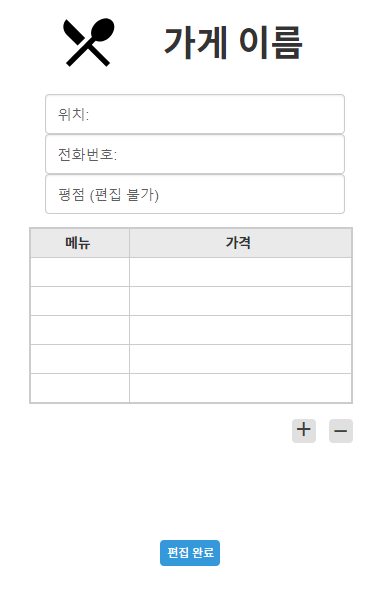 가게 이름
위치:
전화번호:
평점 (편집 불가)
메뉴 가격
+ −
편집 완료